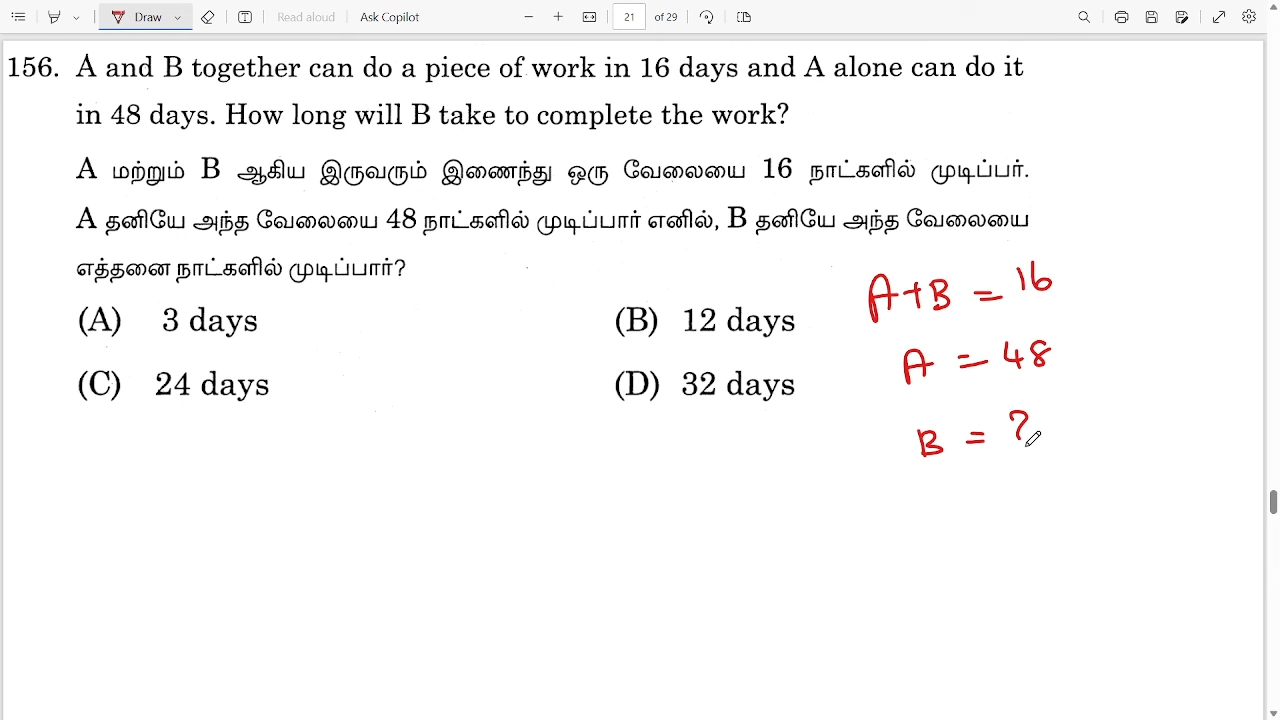 Draw Read aloud Ask Copilot 21 of 29
156. A and B together can do a piece of work in 16 days and A alone can do it
in 48 days. How long will B take to complete the work?
A மற்றும் B ஆகிய இருவரும் இணைந்து ஒரு வேலையை 16 நாட்களில் முடிப்பர்.
A தனியே அந்த வேலையை 48 நாட்களில் முடிப்பார் எனில், B தனியே அந்த வேலையை
எத்தனை நாட்களில் முடிப்பார்?
(A) 3 days (B) 12 days
(C) 24 days (D) 32 days
A+B = 16
A = 48
B = ?